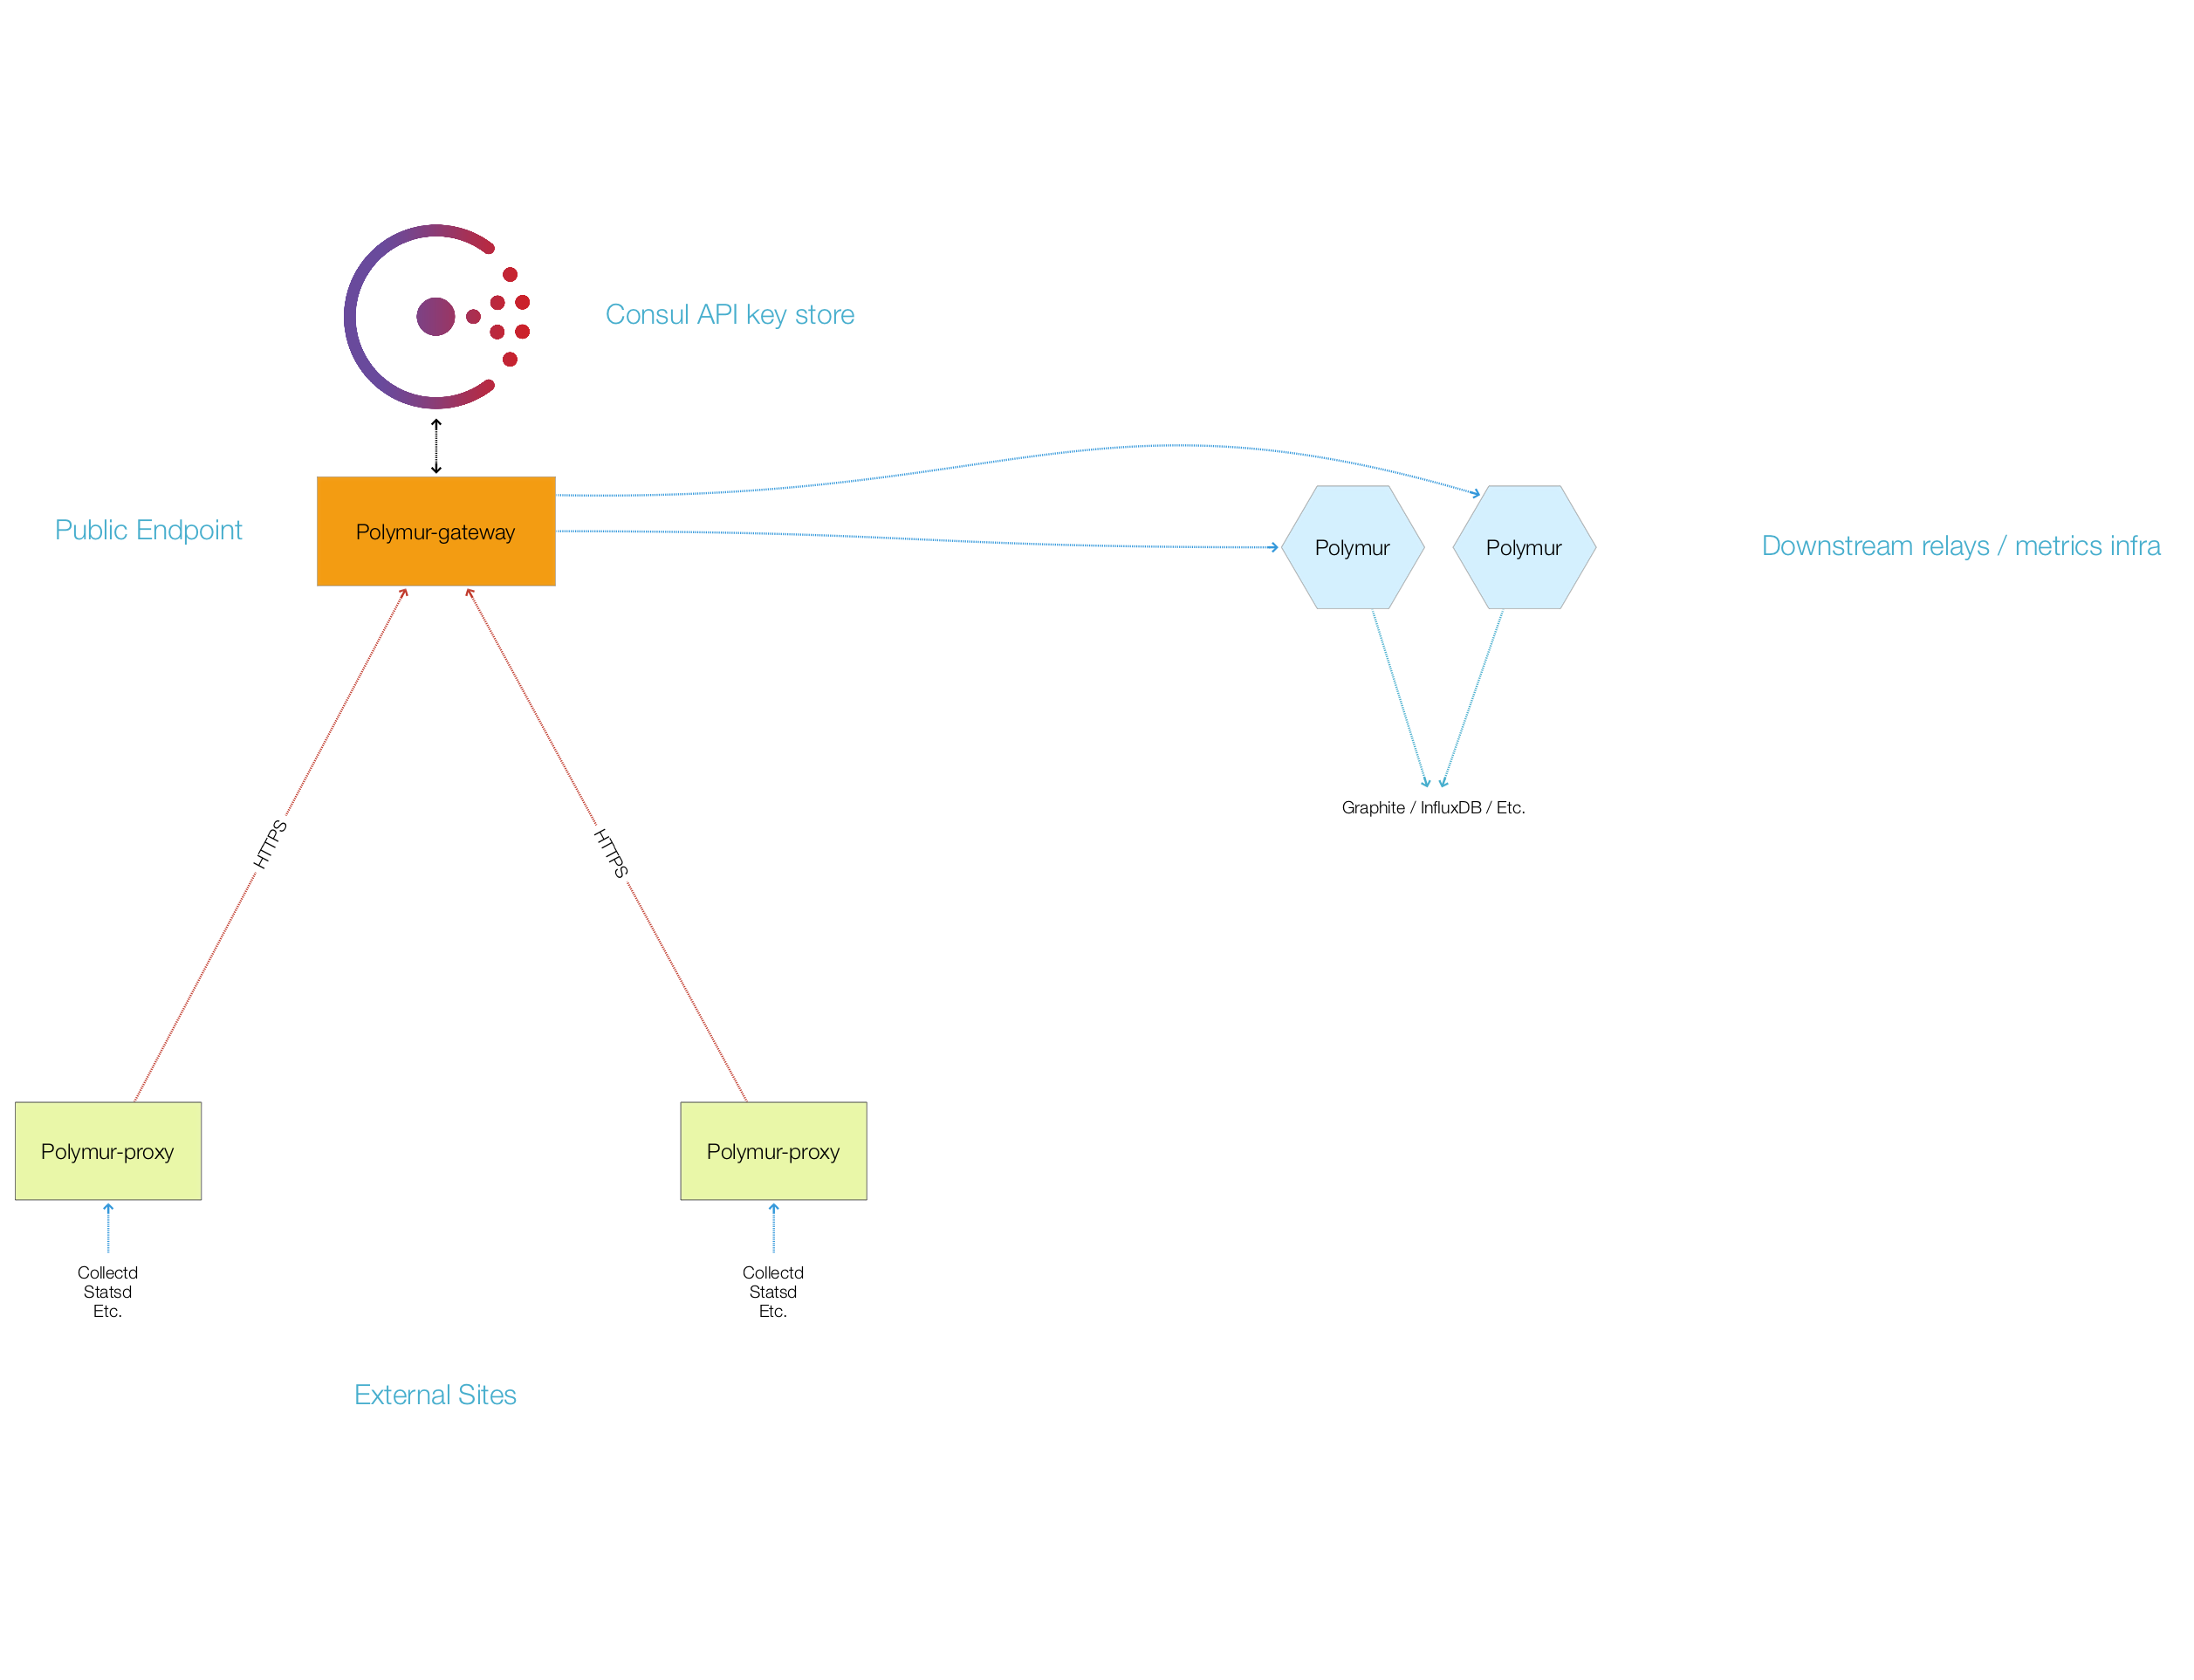 Consul API key store
Public Endpoint
Polymur-gateway
Polymur
Polymur
Downstream relays / metrics infra
Graphite / InfluxDB / Etc.
HTTPS
HTTPS
Polymur-proxy
Polymur-proxy
Collectd
Statsd
Etc.
Collectd
Statsd
Etc.
External Sites